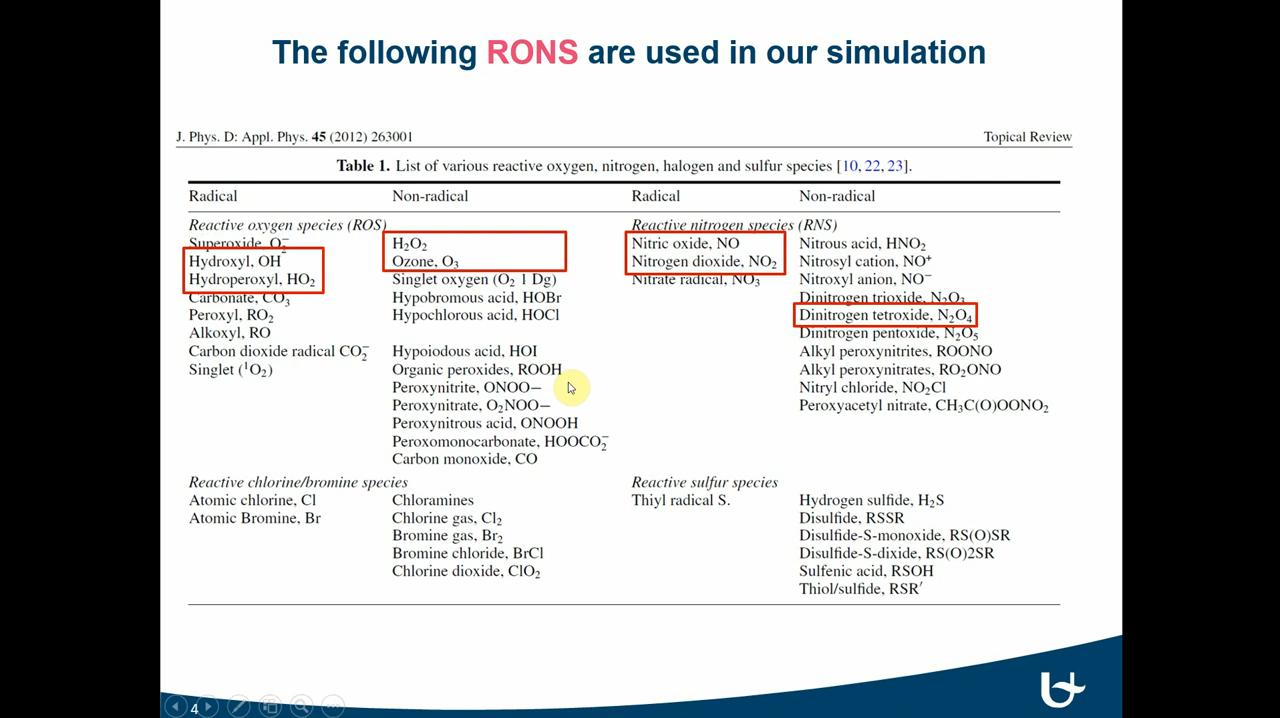 The following RONS are used in our simulation
J. Phys. D: Appl. Phys. 45 (2012) 263001 Topical Review
Table 1. List of various reactive oxygen, nitrogen, halogen and sulfur species [10, 22, 23].
Radical Non-radical Radical Non-radical
Reactive oxygen species (ROS) Reactive nitrogen species (RNS)
Superoxide, O₂⁻ H₂O₂ Nitric oxide, NO Nitrous acid, HNO₂
Hydroxyl, OH Ozone, O₃ Nitrogen dioxide, NO₂ Nitrosyl cation, NO⁺
Hydroperoxyl, HO₂ Singlet oxygen (O₂ 1 Dg) Nitrate radical, NO₃ Nitroxyl anion, NO⁻
Carbonate, CO₃ Hypobromous acid, HOBr Dinitrogen trioxide, N₂O₃
Peroxyl, RO₂ Hypochlorous acid, HOCl Dinitrogen tetroxide, N₂O₄
Alkoxyl, RO Dinitrogen pentoxide, N₂O₅
Carbon dioxide radical CO₂⁻ Hypoiodous acid, HOI Alkyl peroxynitrites, ROONO
Singlet (¹O₂) Organic peroxides, ROOH Alkyl peroxynitrates, RO₂ONO
Peroxynitrite, ONOO− Nitryl chloride, NO₂Cl
Peroxynitrate, O₂NOO− Peroxyacetyl nitrate, CH₃C(O)OONO₂
Peroxynitrous acid, ONOOH
Peroxomonocarbonate, HOOCO₂⁻
Carbon monoxide, CO
Reactive chlorine/bromine species Reactive sulfur species
Atomic chlorine, Cl Chloramines Thiyl radical S. Hydrogen sulfide, H₂S
Atomic Bromine, Br Chlorine gas, Cl₂ Disulfide, RSSR
Bromine gas, Br₂ Disulfide-S-monoxide, RS(O)SR
Bromine chloride, BrCl Disulfide-S-dixide, RS(O)2SR
Chlorine dioxide, ClO₂ Sulfenic acid, RSOH
Thiol/sulfide, RSR′
4